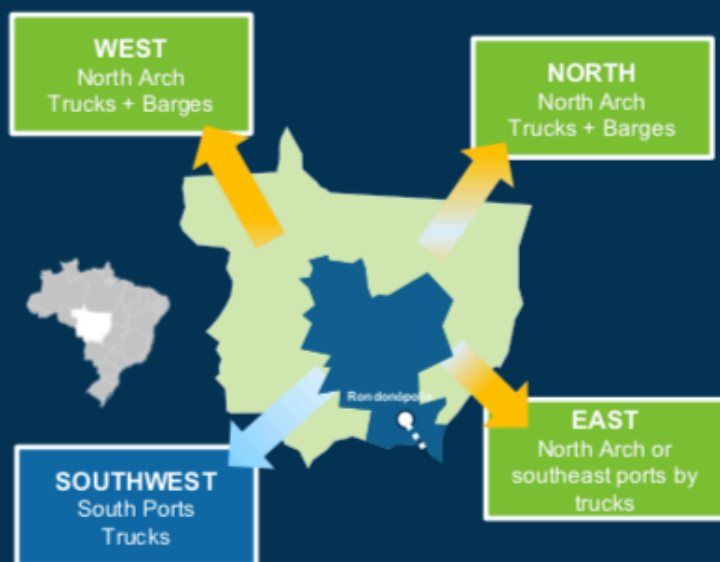 WEST
North Arch
Trucks + Barges
NORTH
North Arch
Trucks + Barges
Rondonópolis
EAST
North Arch or
southeast ports by
trucks
SOUTHWEST
South Ports
Trucks